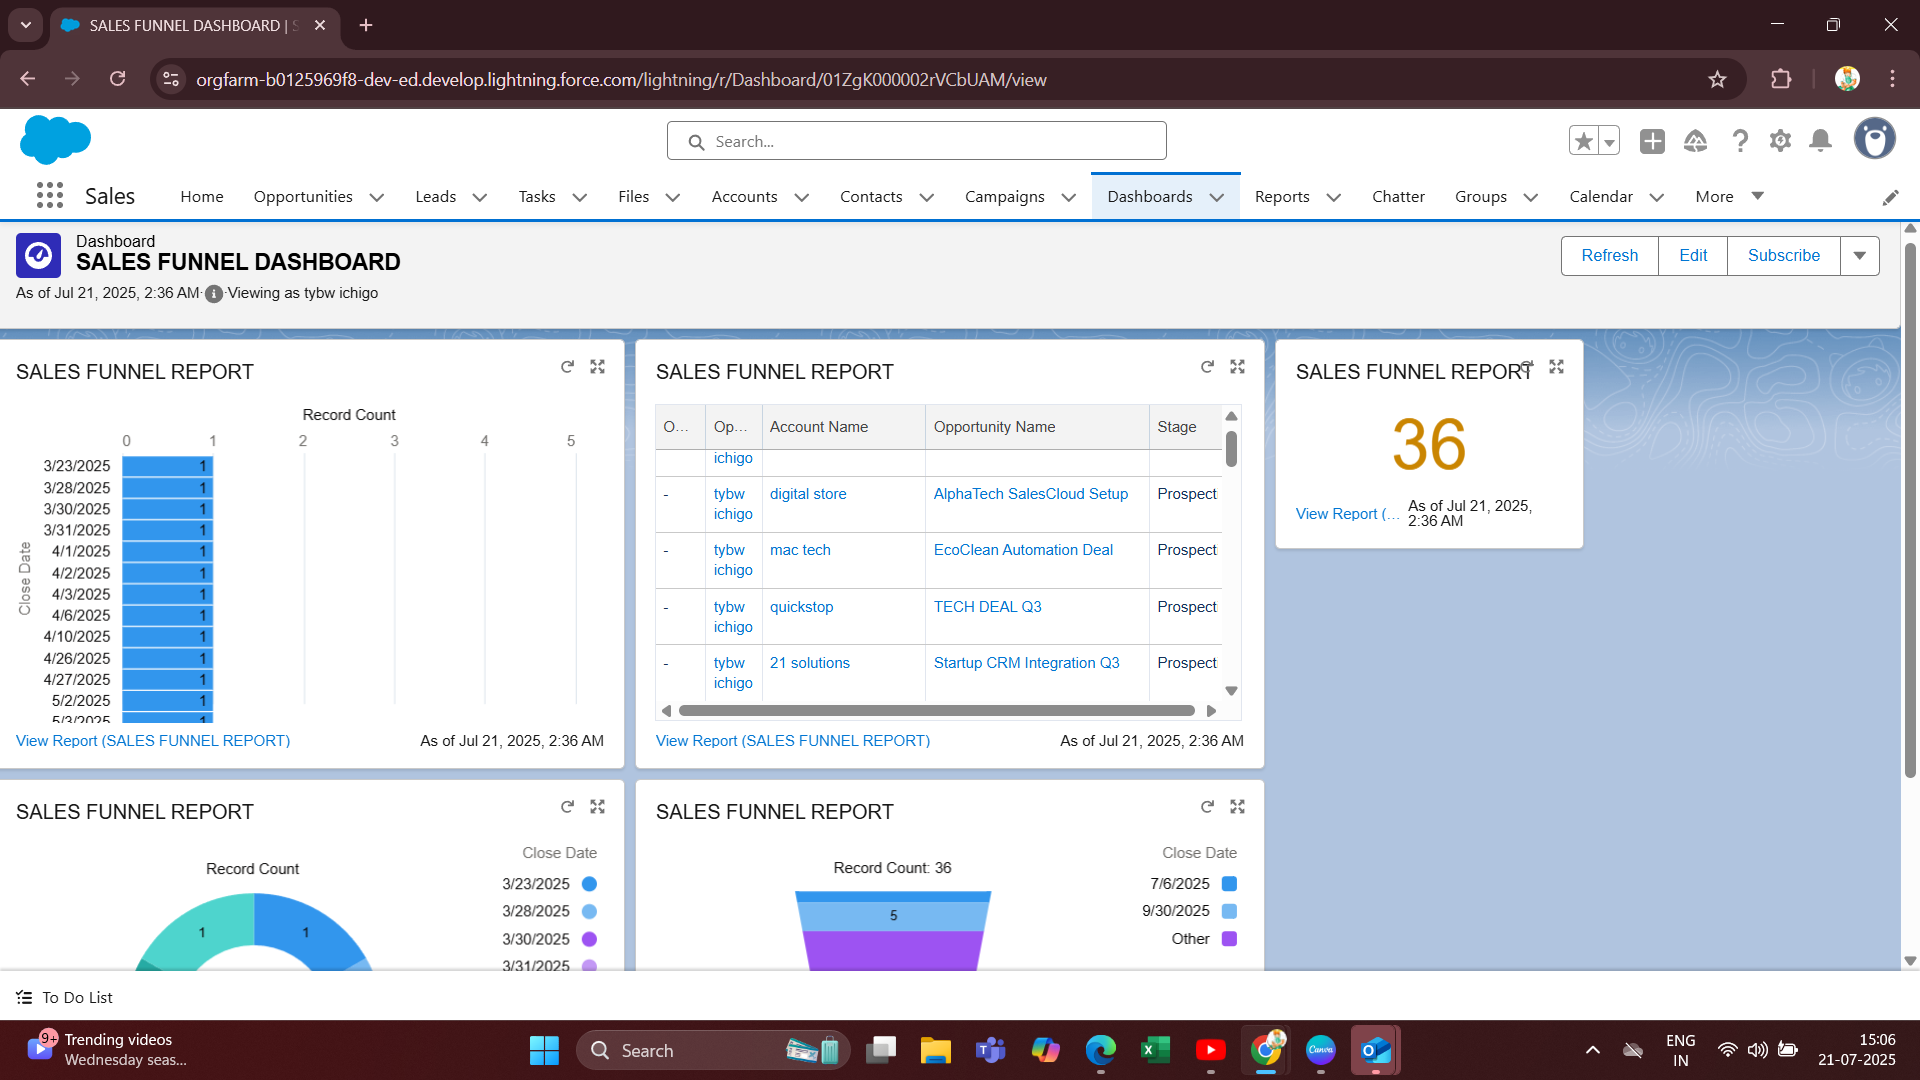 SALES FUNNEL DASHBOARD | S
orgfarm-b0125969f8-dev-ed.develop.lightning.force.com/lightning/r/Dashboard/01ZgK000002rVCbUAM/view
Search...
Sales
Home
Opportunities
Leads
Tasks
Files
Accounts
Contacts
Campaigns
Dashboards
Reports
Chatter
Groups
Calendar
More
Dashboard
SALES FUNNEL DASHBOARD
As of Jul 21, 2025, 2:36 AM·Viewing as tybw ichigo
Refresh
Edit
Subscribe
SALES FUNNEL REPORT
Record Count
0 1 2 3 4 5
Close Date
3/23/2025 1
3/28/2025 1
3/30/2025 1
3/31/2025 1
4/1/2025 1
4/2/2025 1
4/3/2025 1
4/6/2025 1
4/10/2025 1
4/26/2025 1
4/27/2025 1
5/2/2025 1
5/3/2025 1
View Report (SALES FUNNEL REPORT)
As of Jul 21, 2025, 2:36 AM
SALES FUNNEL REPORT
O... Op... Account Name Opportunity Name Stage
ichigo
- tybw digital store AlphaTech SalesCloud Setup Prospect
ichigo
- tybw mac tech EcoClean Automation Deal Prospect
ichigo
- tybw quickstop TECH DEAL Q3 Prospect
ichigo
- tybw 21 solutions Startup CRM Integration Q3 Prospect
ichigo
View Report (SALES FUNNEL REPORT)
As of Jul 21, 2025, 2:36 AM
SALES FUNNEL REPORT
36
View Report (...
As of Jul 21, 2025,
2:36 AM
SALES FUNNEL REPORT
Record Count
1 1
Close Date
3/23/2025
3/28/2025
3/30/2025
3/31/2025
SALES FUNNEL REPORT
Record Count: 36
5
Close Date
7/6/2025
9/30/2025
Other
To Do List
9+
Trending videos
Wednesday seas...
Search
Canva
ENG
IN
15:06
21-07-2025